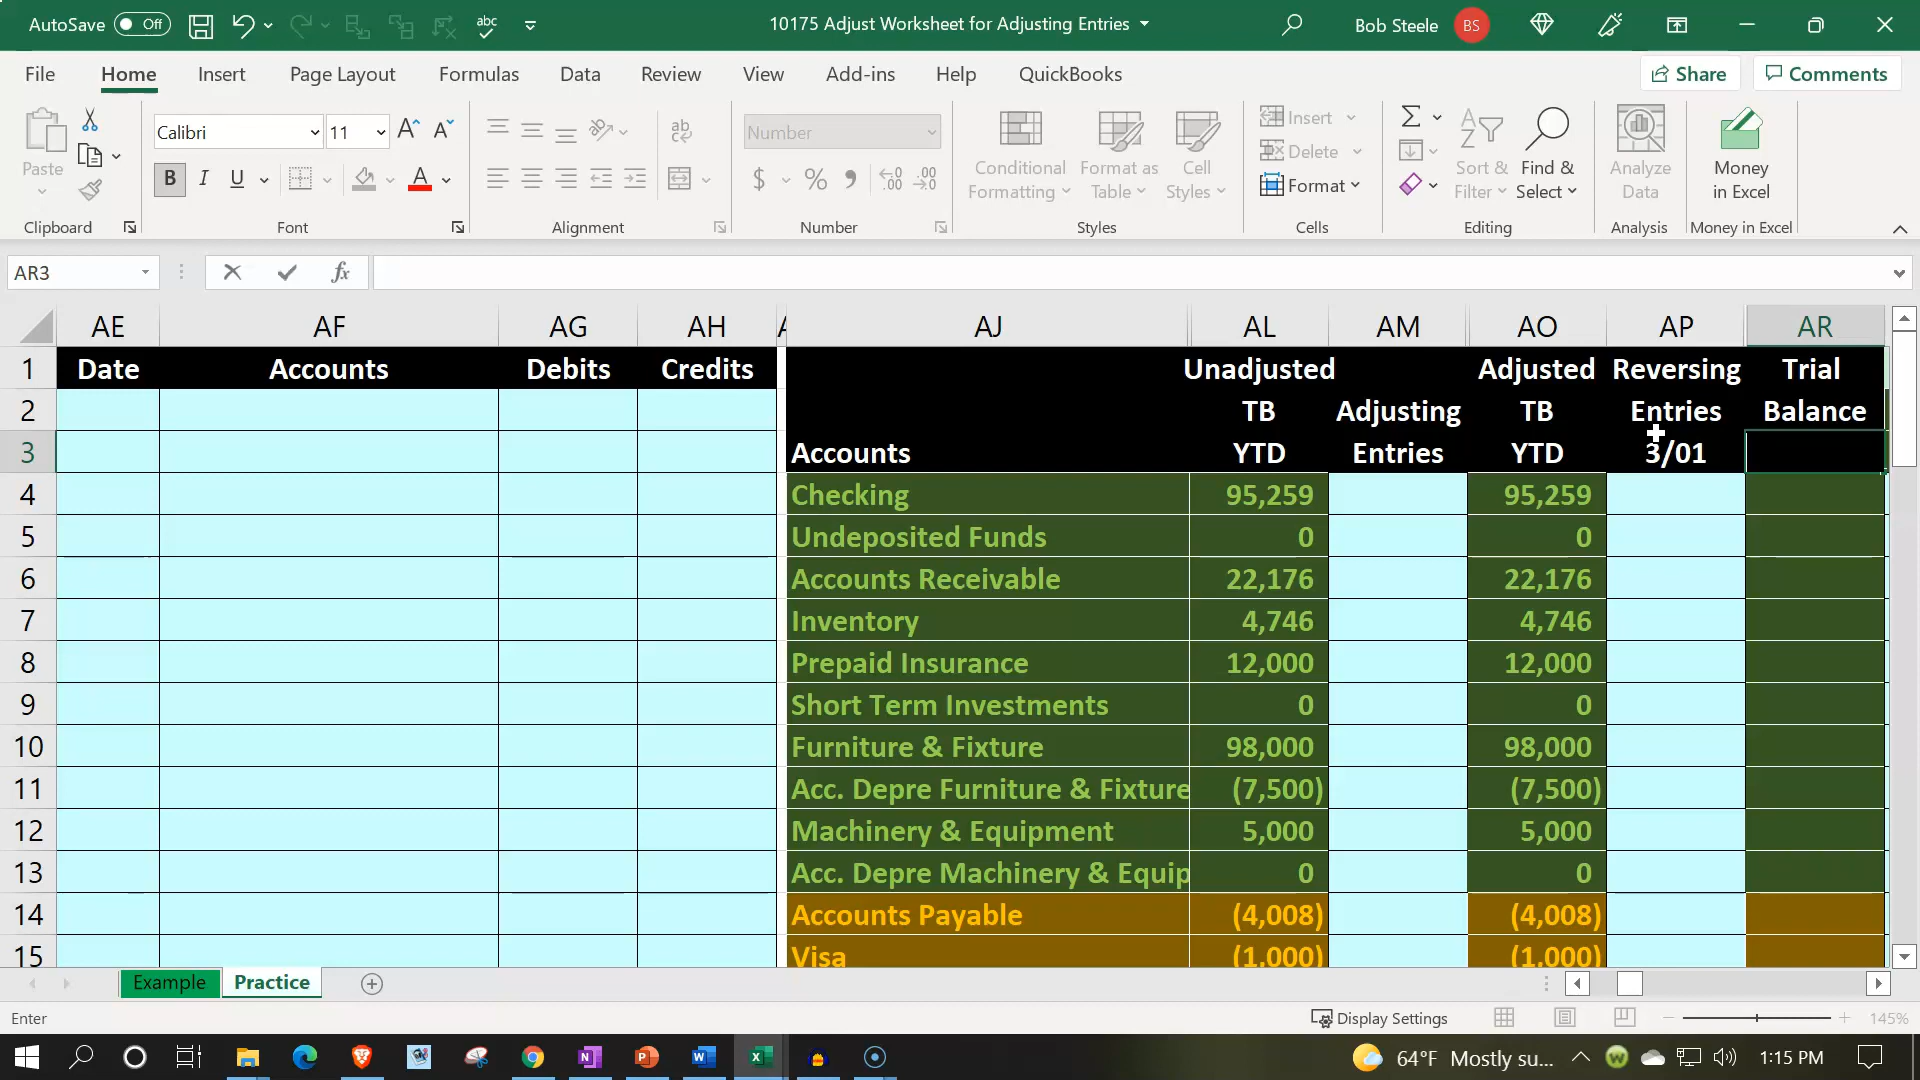 AutoSave Off 10175 Adjust Worksheet for Adjusting Entries Bob Steele BS
abc
File Home Insert Page Layout Formulas Data Review View Add-ins Help QuickBooks Share Comments
Paste
Clipboard
Calibri 11
A A
B I U A
Font
ab
Alignment
Number
$ % 9 .00 .00
Number
Conditional Formatting
Format as Table
Cell Styles
Styles
Insert
Delete
Format
Cells
Sort & Filter
Find & Select
Editing
Analyze Data
Analysis
Money in Excel
Money in Excel
AR3 fx
AE AF AG AH AJ AL AM AO AP AR
1 Date Accounts Debits Credits Unadjusted Adjusted Reversing Trial
2 TB Adjusting TB Entries Balance
3 Accounts YTD Entries YTD 3/01
4 Checking 95,259 95,259
5 Undeposited Funds 0 0
6 Accounts Receivable 22,176 22,176
7 Inventory 4,746 4,746
8 Prepaid Insurance 12,000 12,000
9 Short Term Investments 0 0
10 Furniture & Fixture 98,000 98,000
11 Acc. Depre Furniture & Fixture (7,500) (7,500)
12 Machinery & Equipment 5,000 5,000
13 Acc. Depre Machinery & Equip 0 0
14 Accounts Payable (4,008) (4,008)
15 Visa (1,000) (1,000)
Example Practice
Enter Display Settings 145%
64°F Mostly su... 1:15 PM